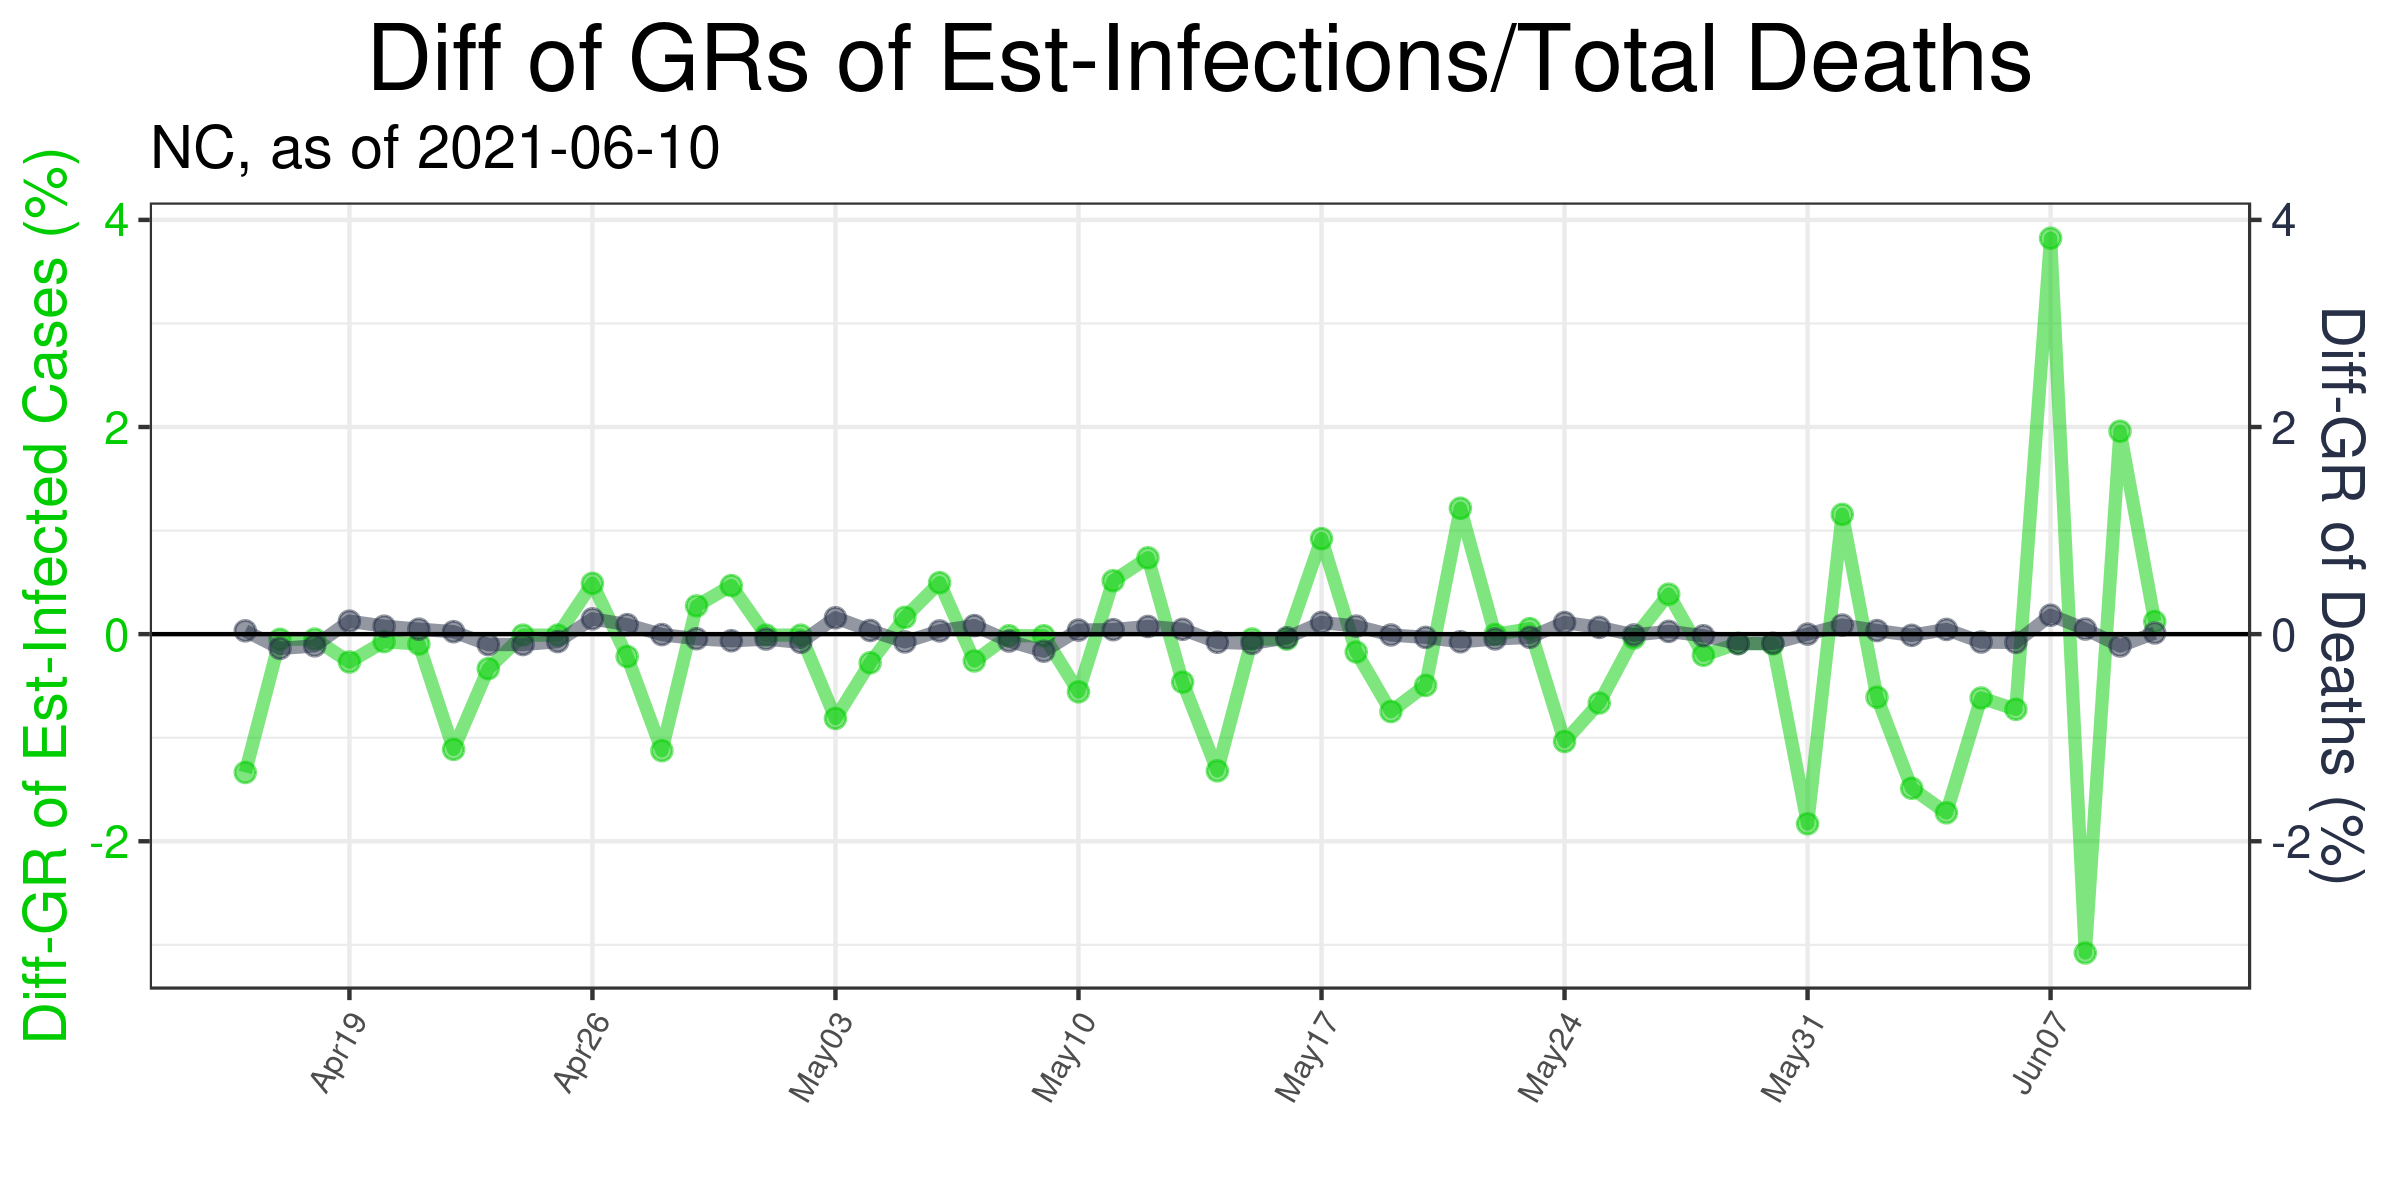 Diff of GRs of Est-Infections/Total Deaths
NC, as of 2021-06-10
Diff-GR of Est-Infected Cases (%)
4
2
0
-2
4
2
0
-2
Diff-GR of Deaths (%)
Apr19
Apr26
May03
May10
May17
May24
May31
Jun07